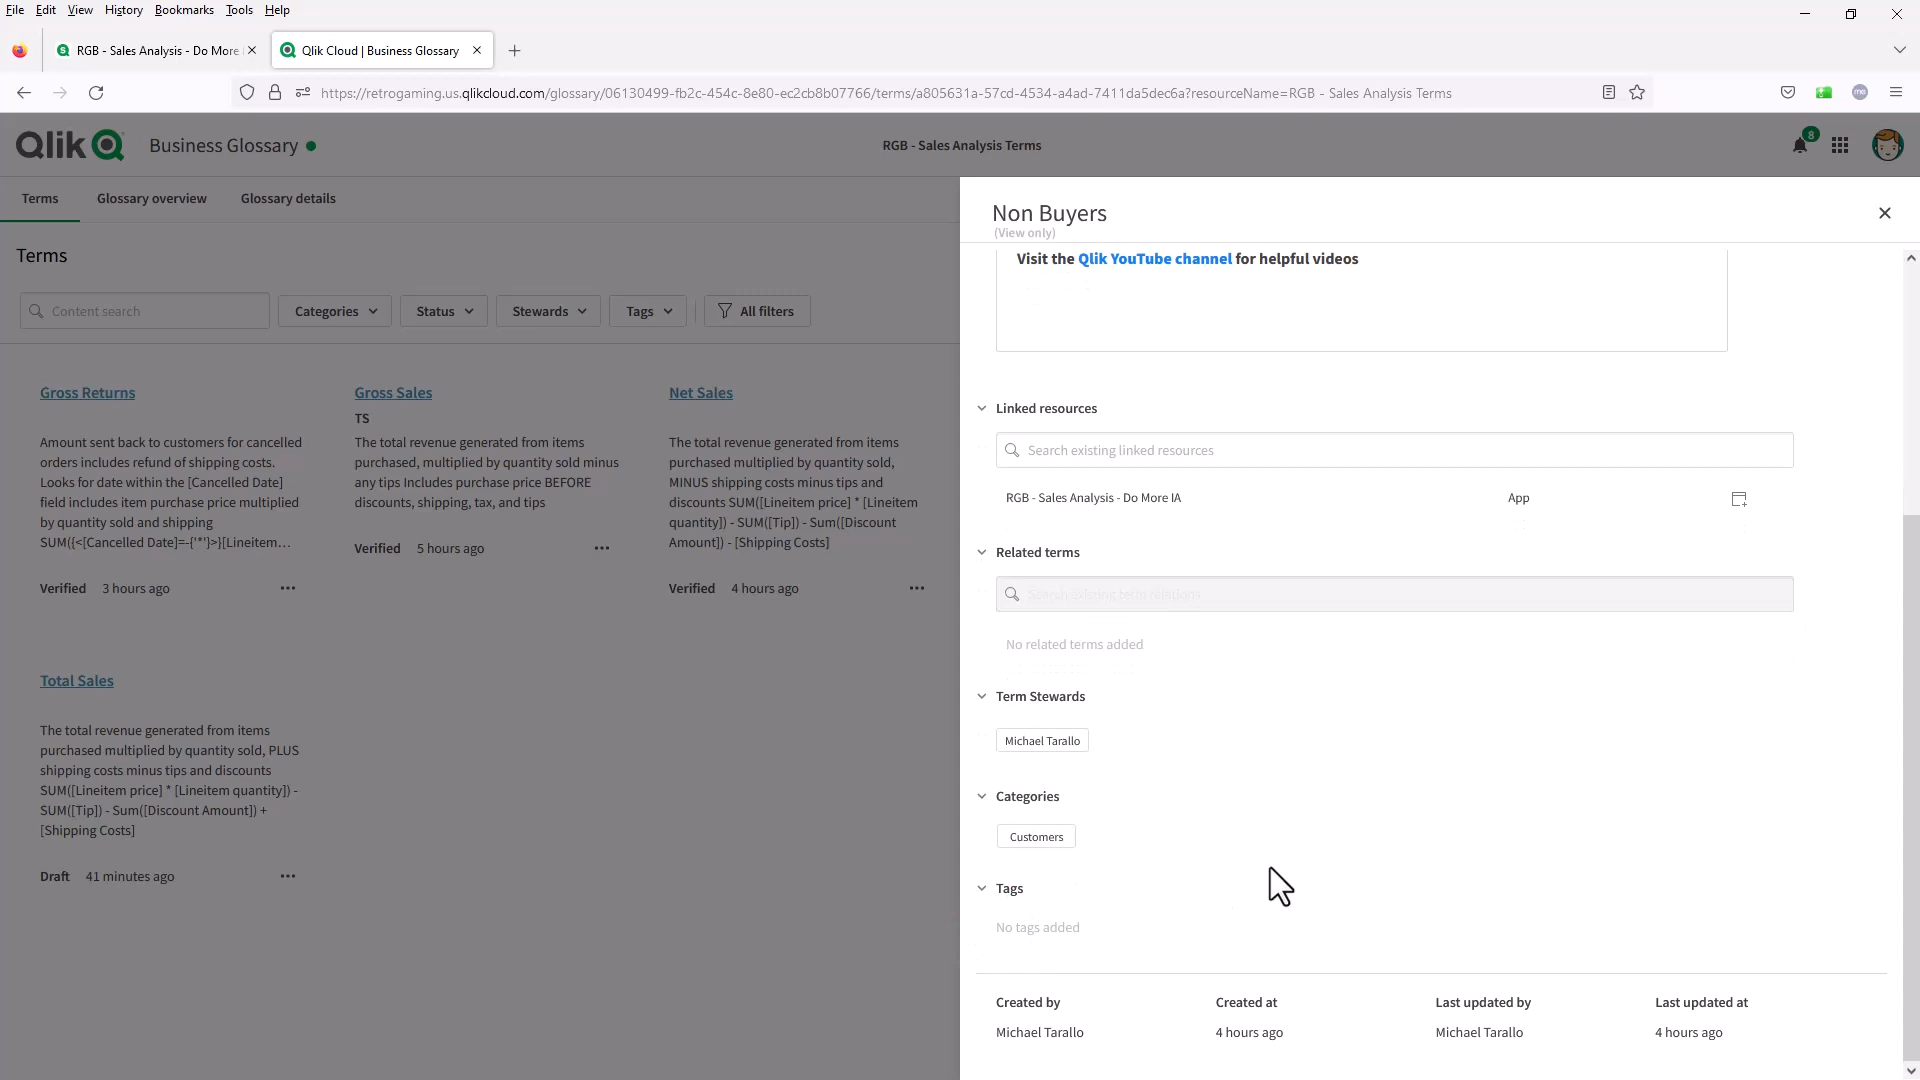 File Edit View History Bookmarks Tools Help
RGB - Sales Analysis - Do More
Qlik Cloud | Business Glossary
https://retrogaming.us.qlikcloud.com/glossary/06130499-fb2c-454c-8e80-ec2cb8b07766/terms/a805631a-57cd-4534-a4ad-7411da5dec6a?resourceName=RGB - Sales Analysis Terms
Qlik
Business Glossary
RGB - Sales Analysis Terms
8
Terms
Glossary overview
Glossary details
Terms
Content search
Categories
Status
Stewards
Tags
All filters
Gross Returns
Amount sent back to customers for cancelled
orders includes refund of shipping costs.
Looks for date within the [Cancelled Date]
field includes item purchase price multiplied
by quantity sold and shipping
SUM({<[Cancelled Date]=-{'*'}>}[Lineitem...
Verified 3 hours ago
Gross Sales
TS
The total revenue generated from items
purchased, multiplied by quantity sold minus
any tips Includes purchase price BEFORE
discounts, shipping, tax, and tips
Verified 5 hours ago
Net Sales
The total revenue generated from items
purchased multiplied by quantity sold,
MINUS shipping costs minus tips and
discounts SUM([Lineitem price] * [Lineitem
quantity]) - SUM([Tip]) - Sum([Discount
Amount]) - [Shipping Costs]
Verified 4 hours ago
Total Sales
The total revenue generated from items
purchased multiplied by quantity sold, PLUS
shipping costs minus tips and discounts
SUM([Lineitem price] * [Lineitem quantity]) -
SUM([Tip]) - Sum([Discount Amount]) +
[Shipping Costs]
Draft 41 minutes ago
Non Buyers
(View only)
Visit the Qlik YouTube channel for helpful videos
Linked resources
Search existing linked resources
RGB - Sales Analysis - Do More IA App
Related terms
Search existing term relations
No related terms added
Term Stewards
Michael Tarallo
Categories
Customers
Tags
No tags added
Created by Created at Last updated by Last updated at
Michael Tarallo 4 hours ago Michael Tarallo 4 hours ago